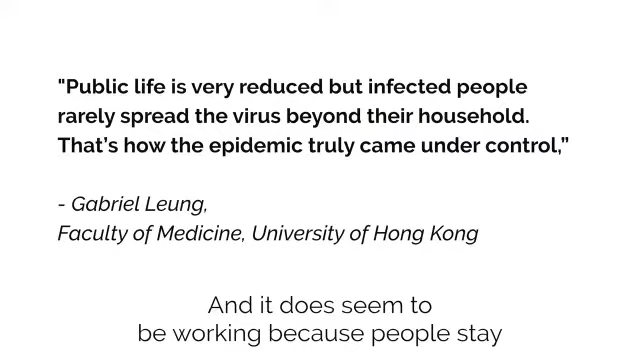 "Public life is very reduced but infected people
rarely spread the virus beyond their household.
That's how the epidemic truly came under control,”
- Gabriel Leung,
Faculty of Medicine, University of Hong Kong
And it does seem to
be working because people stay